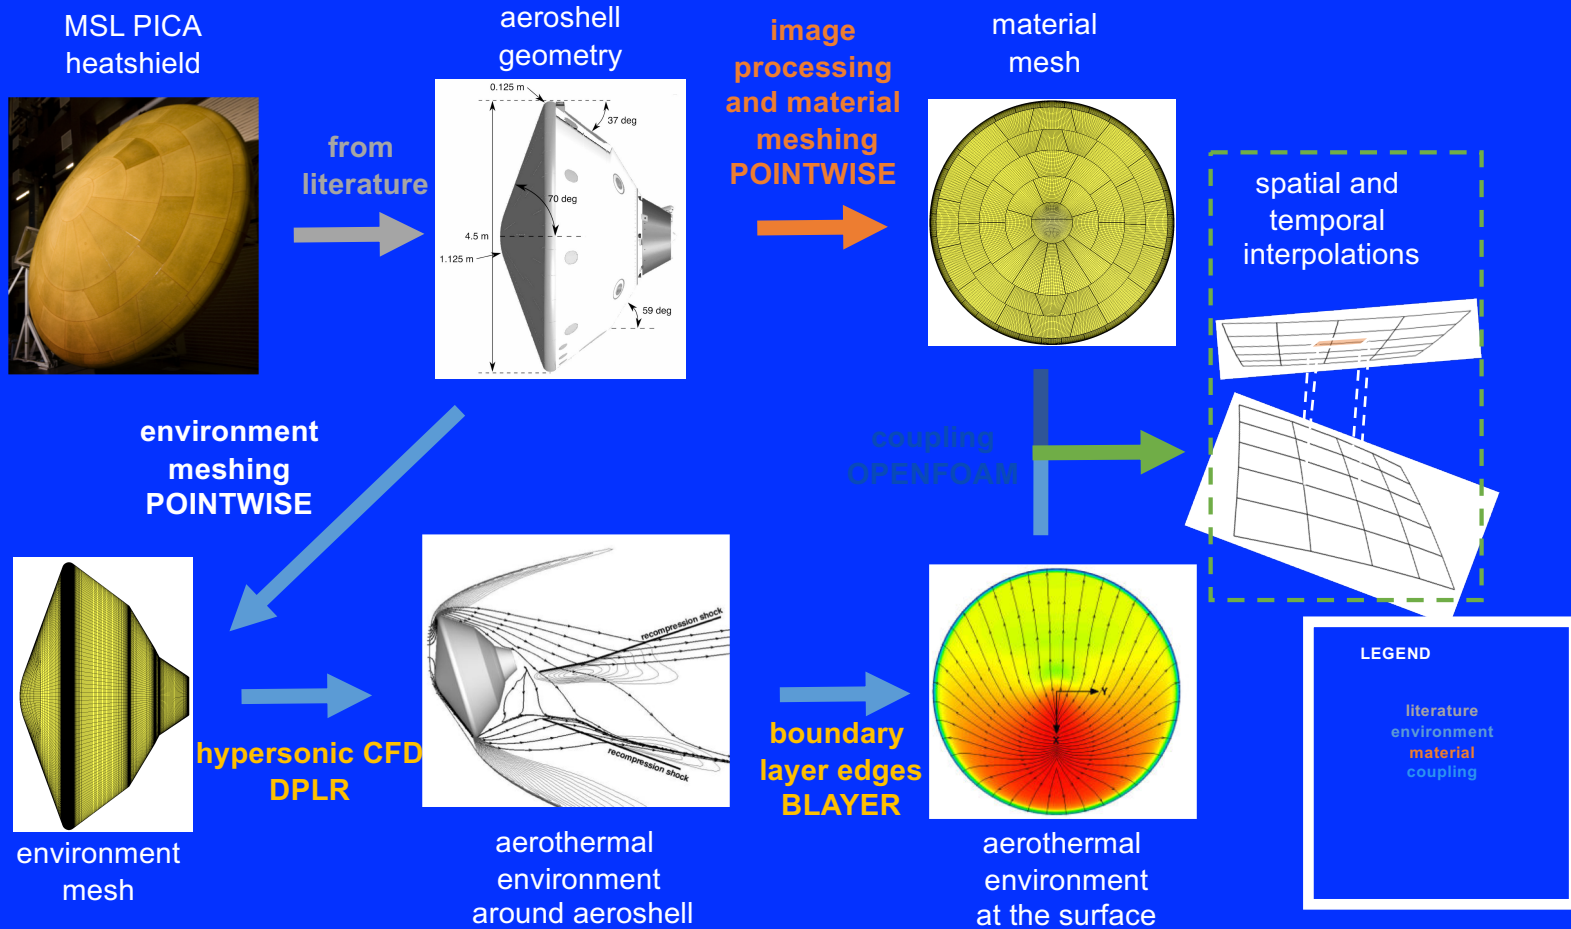 MSL PICA
heatshield
from
literature
aeroshell
geometry
0.125 m
37 deg
70 deg
4.5 m
1.125 m
59 deg
image
processing
and material
meshing
POINTWISE
material
mesh
spatial and
temporal
interpolations
environment
meshing
POINTWISE
coupling
OPENFOAM
environment
mesh
hypersonic CFD
DPLR
recompression shock
recompression shock
aerothermal
environment
around aeroshell
boundary
layer edges
BLAYER
Y
X
aerothermal
environment
at the surface
LEGEND
literature
environment
material
coupling